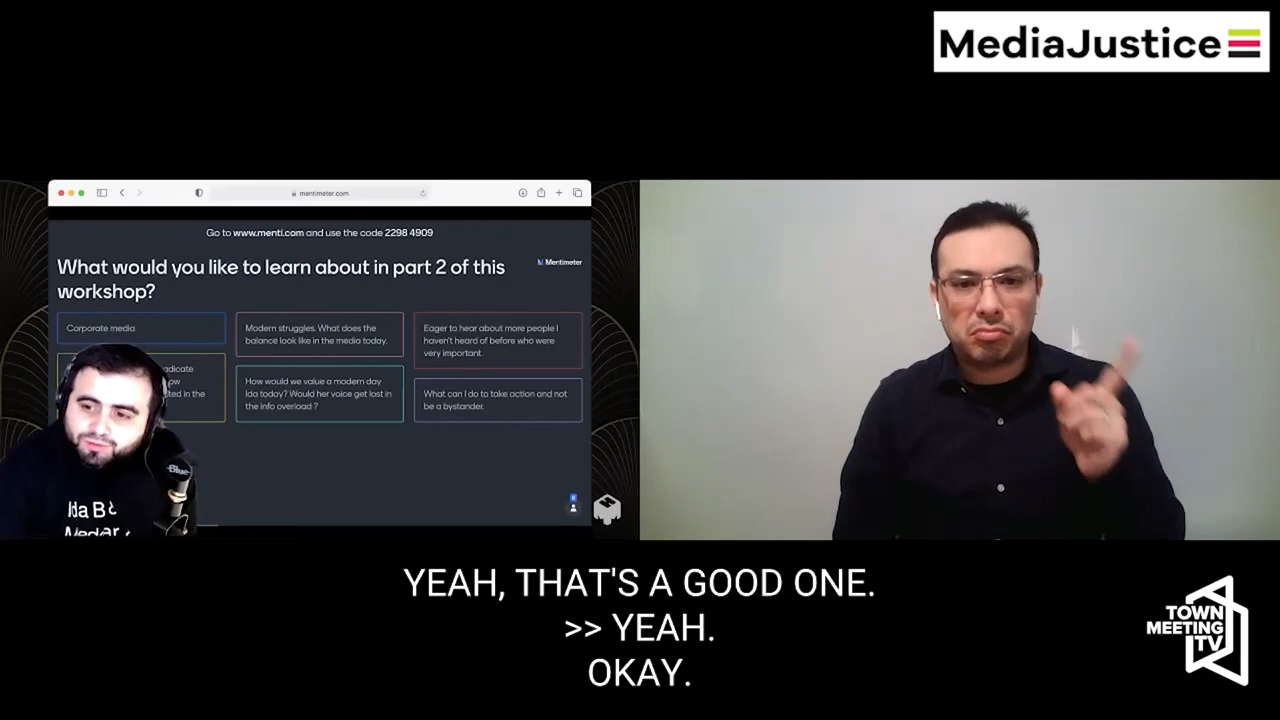 MediaJustice
mentimeter.com
Go to www.menti.com and use the code 2298 4909
What would you like to learn about in part 2 of this
workshop?
Mentimeter
Corporate media
Modern struggles. What does the
balance look like in the media today.
Eager to hear about more people I
haven't heard of before who were
very important.
How would we value a modern day
Ida today? Would her voice get lost in
the info overload ?
What can I do to take action and not
be a bystander.
in the
Blue
Ida B
YEAH, THAT'S A GOOD ONE.
>> YEAH.
OKAY.
TOWN
MEETING
TV